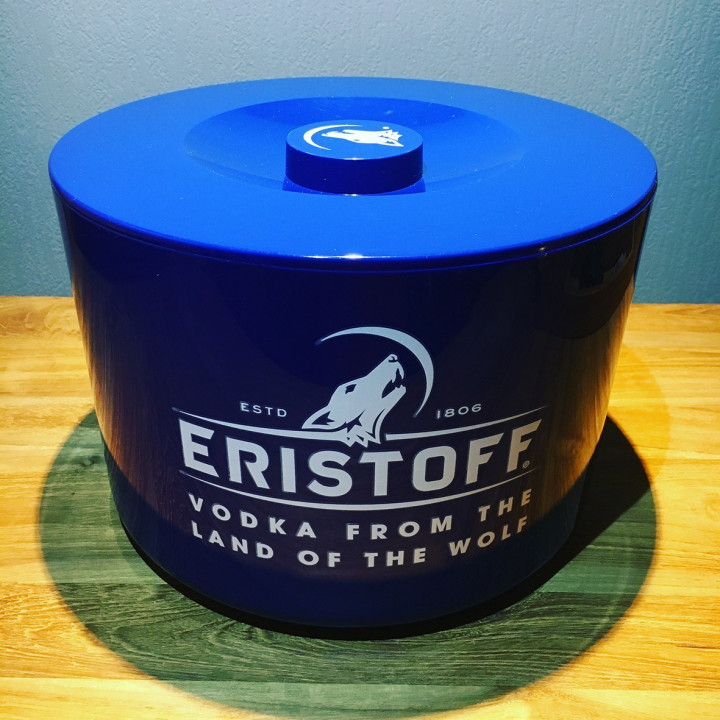 ESTD 1806
ERISTOFF®
VODKA FROM THE
LAND OF THE WOLF